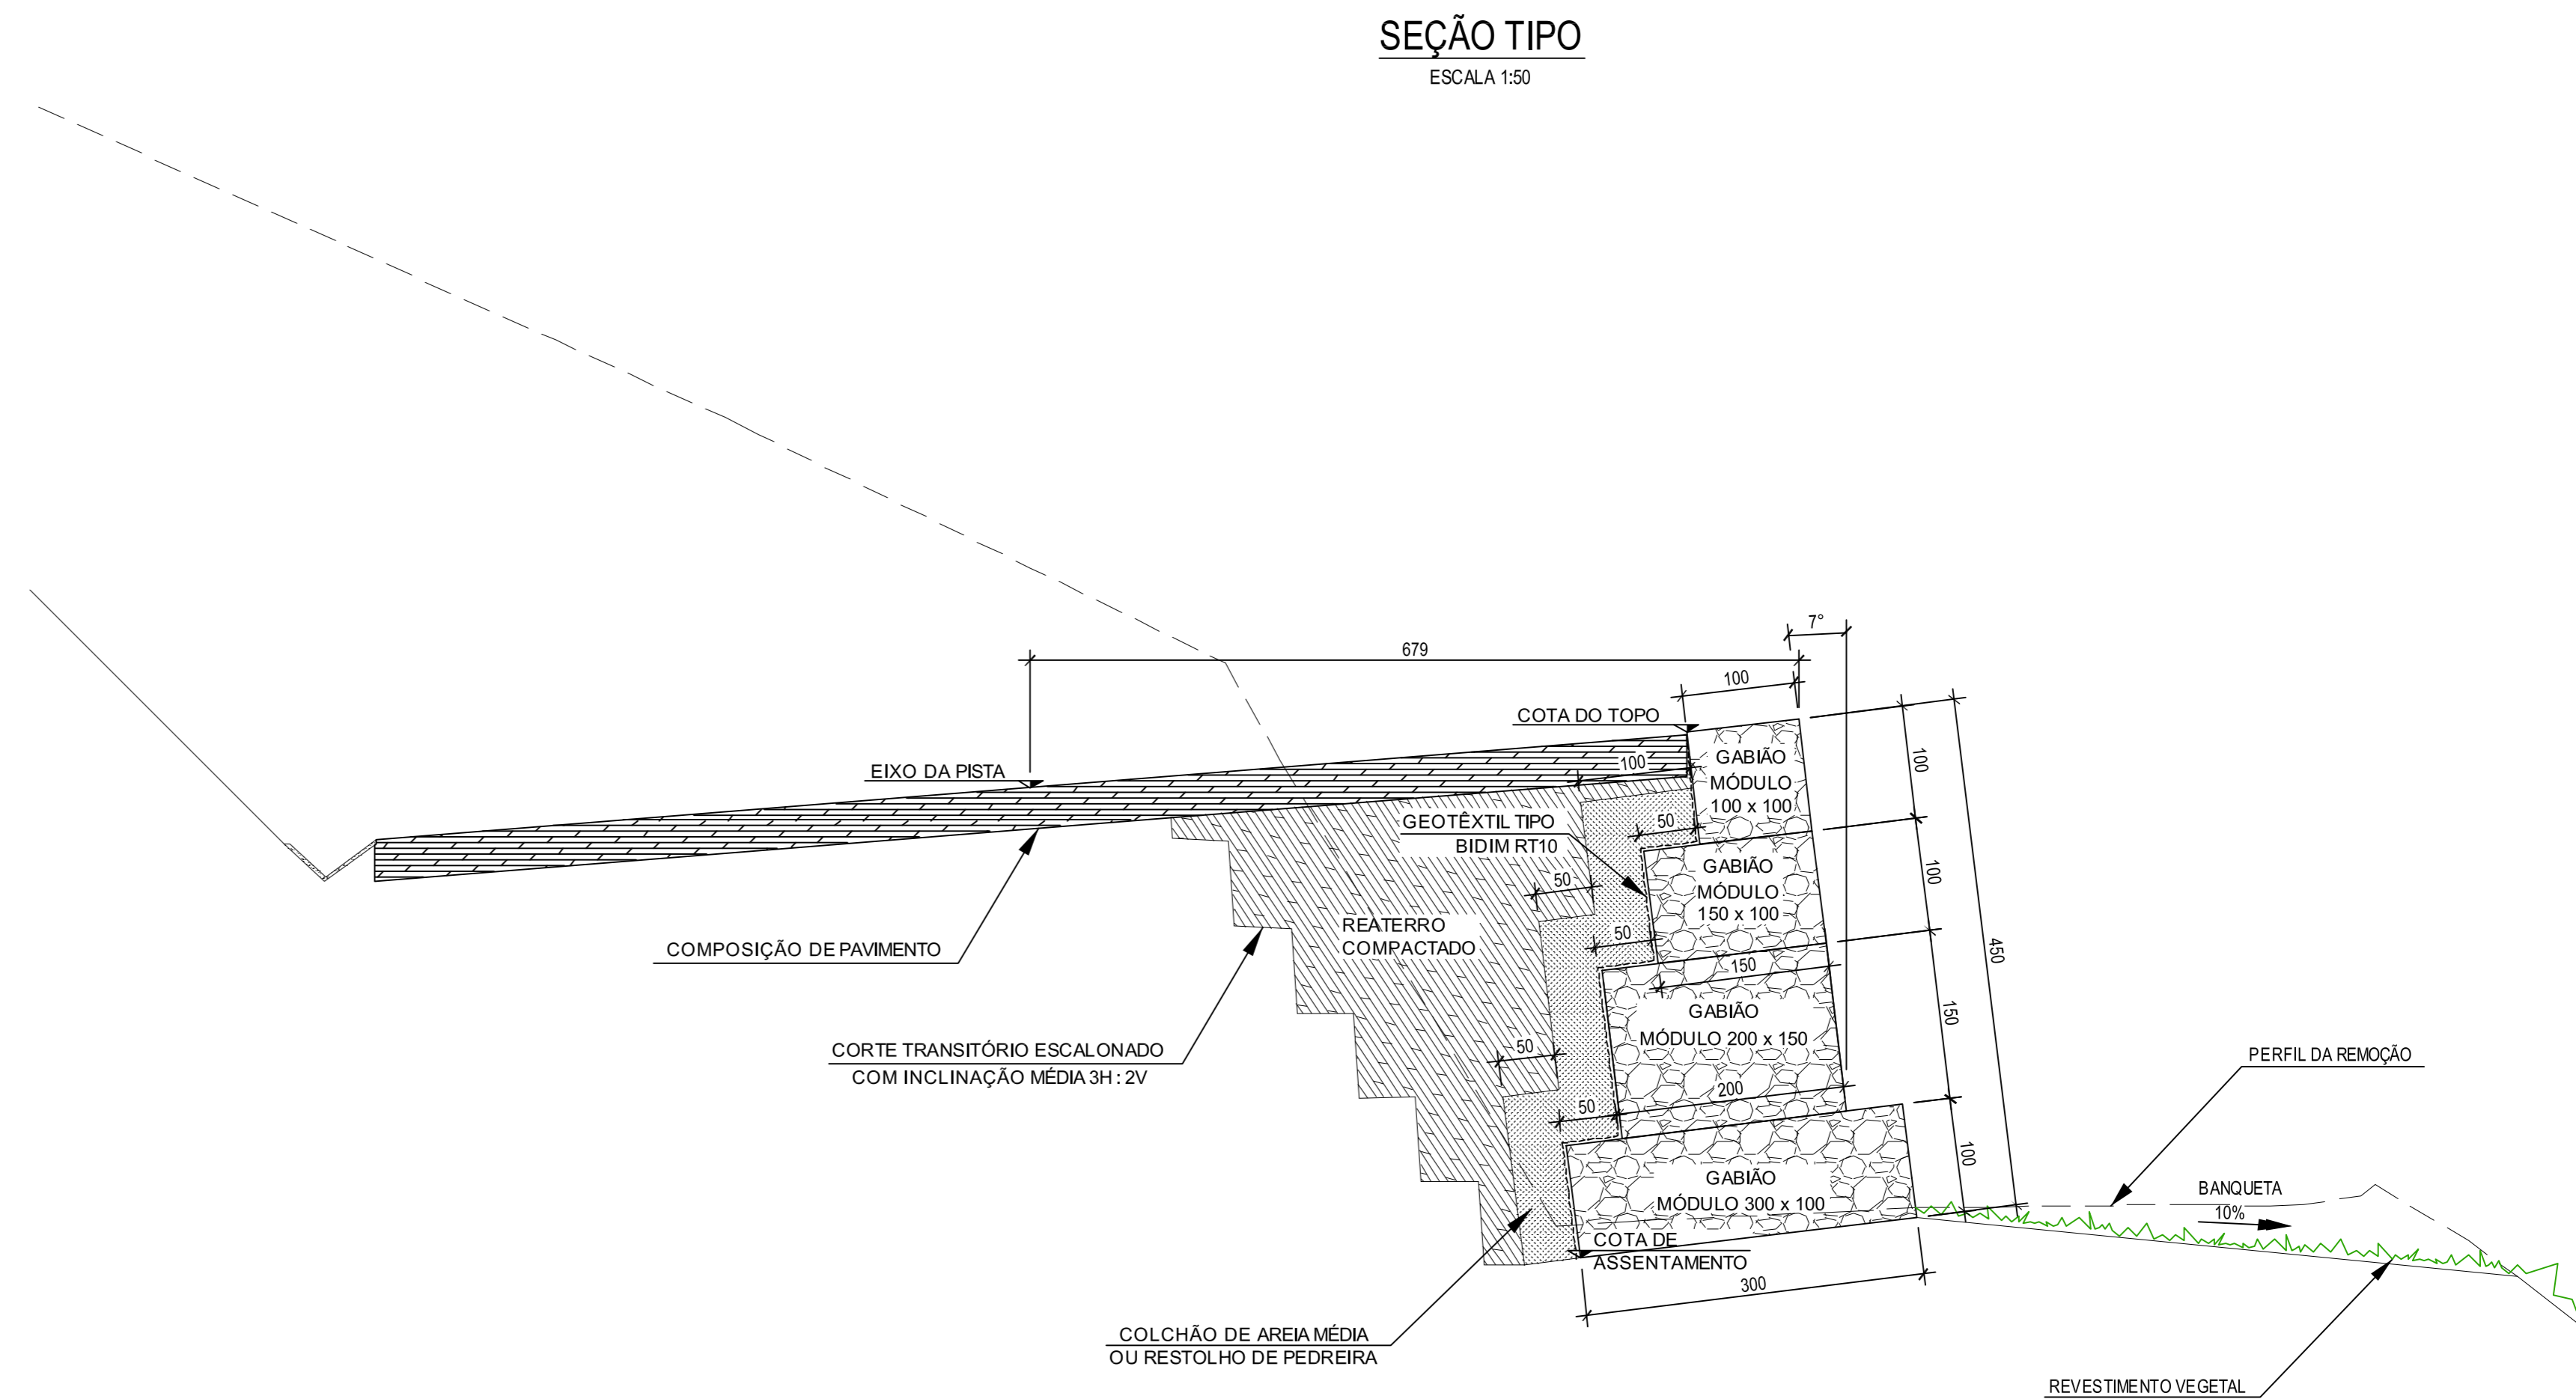 SEÇÃO TIPO
ESCALA 1:50
7°
679
100
COTA DO TOPO
EIXO DA PISTA
100
GABIÃO
MÓDULO
100 x 100
100
GEOTÊXTIL TIPO
BIDIM RT10
50
GABIÃO
MÓDULO
150 x 100
100
50
REATERRO
COMPACTADO
50
150
450
COMPOSIÇÃO DE PAVIMENTO
GABIÃO
MÓDULO 200 x 150
150
CORTE TRANSITÓRIO ESCALONADO
COM INCLINAÇÃO MÉDIA 3H : 2V
50
200
50
PERFIL DA REMOÇÃO
GABIÃO
MÓDULO 300 x 100
100
BANQUETA
10%
COTA DE
ASSENTAMENTO
300
COLCHÃO DE AREIA MÉDIA
OU RESTOLHO DE PEDREIRA
REVESTIMENTO VEGETAL